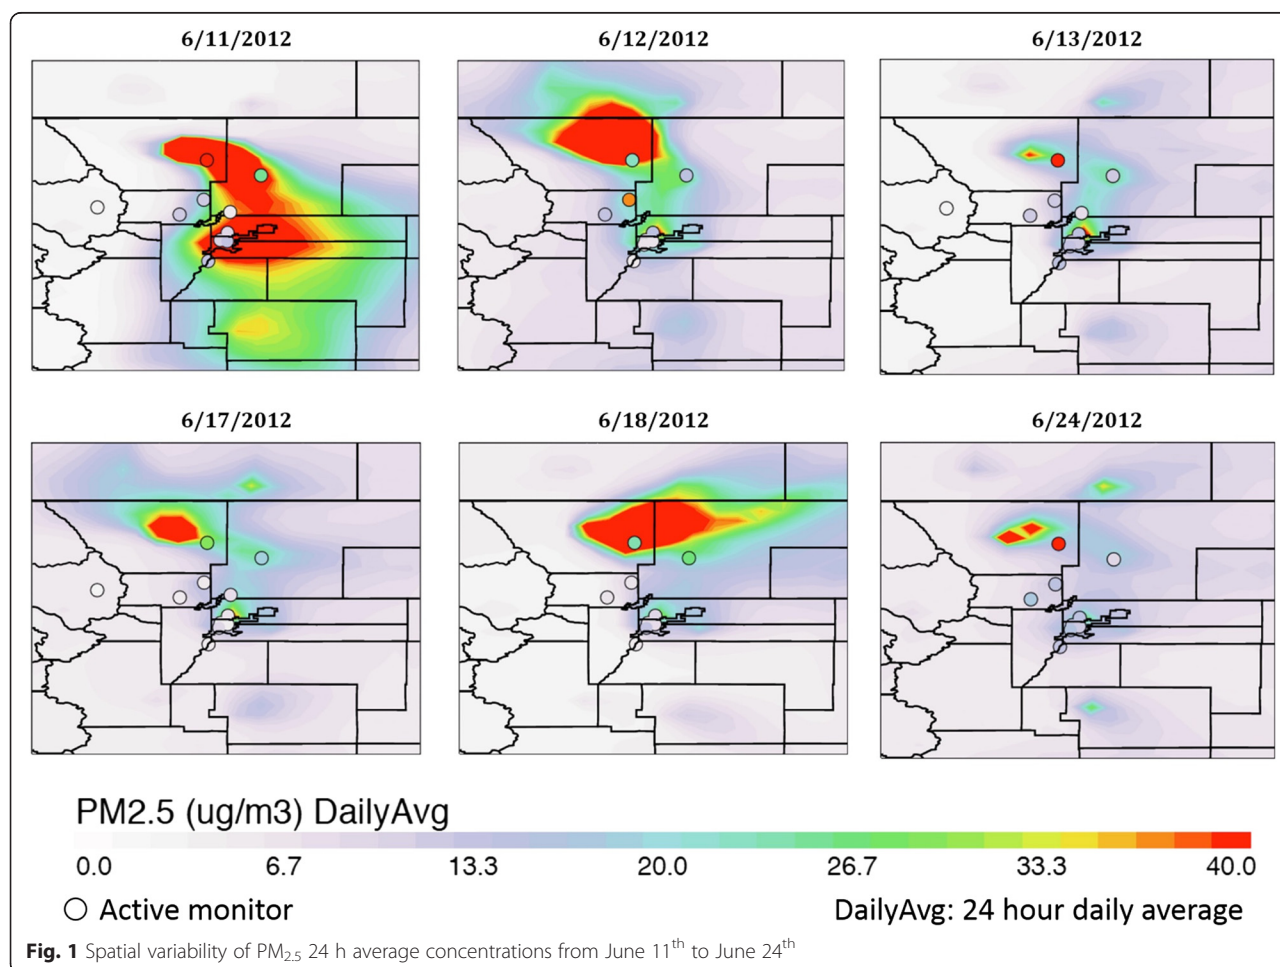 6/11/2012 6/12/2012 6/13/2012
6/17/2012 6/18/2012 6/24/2012
PM2.5 (ug/m3) DailyAvg
0.0 6.7 13.3 20.0 26.7 33.3 40.0
Active monitor DailyAvg: 24 hour daily average
Fig. 1 Spatial variability of PM2.5 24 h average concentrations from June 11th to June 24th